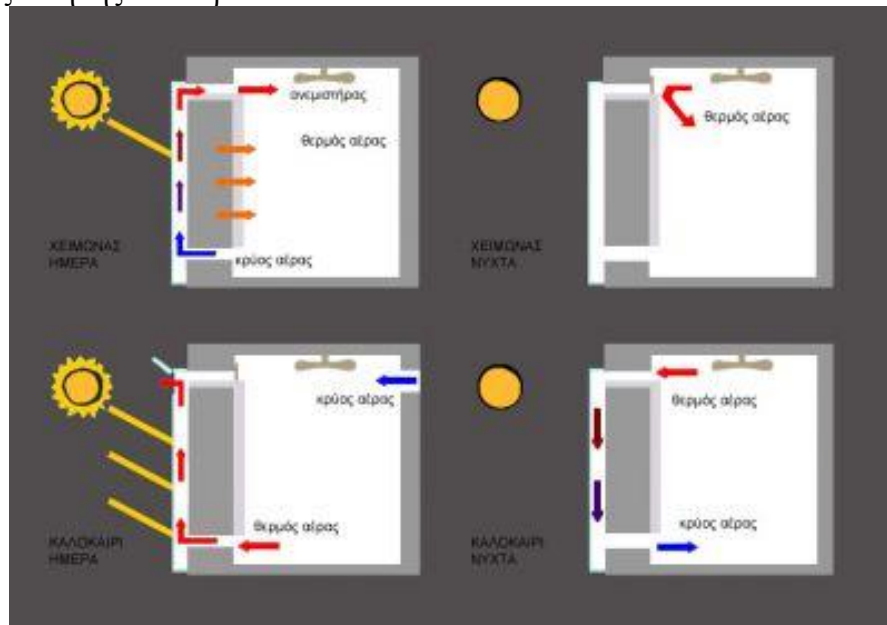 ανεμιστήρας
θερμός αέρας
κρύος αέρας
ΧΕΙΜΩΝΑΣ
ΗΜΕΡΑ
θερμός αέρας
ΧΕΙΜΩΝΑΣ
ΝΥΧΤΑ
κρύος αέρας
θερμός αέρας
ΚΑΛΟΚΑΙΡΙ
ΗΜΕΡΑ
θερμός αέρας
κρύος αέρας
ΚΑΛΟΚΑΙΡΙ
ΝΥΧΤΑ